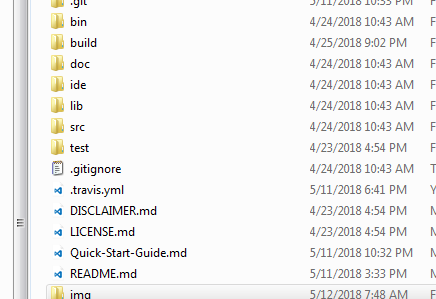 .git 5/11/2018 10:33 PM F
bin 4/24/2018 10:43 AM F
build 4/25/2018 9:02 PM F
doc 4/24/2018 10:43 AM F
ide 4/24/2018 10:43 AM F
lib 4/24/2018 10:43 AM F
src 4/24/2018 10:43 AM F
test 4/23/2018 4:54 PM F
.gitignore 4/24/2018 10:43 AM T
.travis.yml 5/11/2018 6:41 PM Y
DISCLAIMER.md 4/23/2018 4:54 PM M
LICENSE.md 4/23/2018 4:54 PM M
Quick-Start-Guide.md 5/11/2018 10:32 PM M
README.md 5/11/2018 3:33 PM M
img 5/12/2018 7:48 AM F